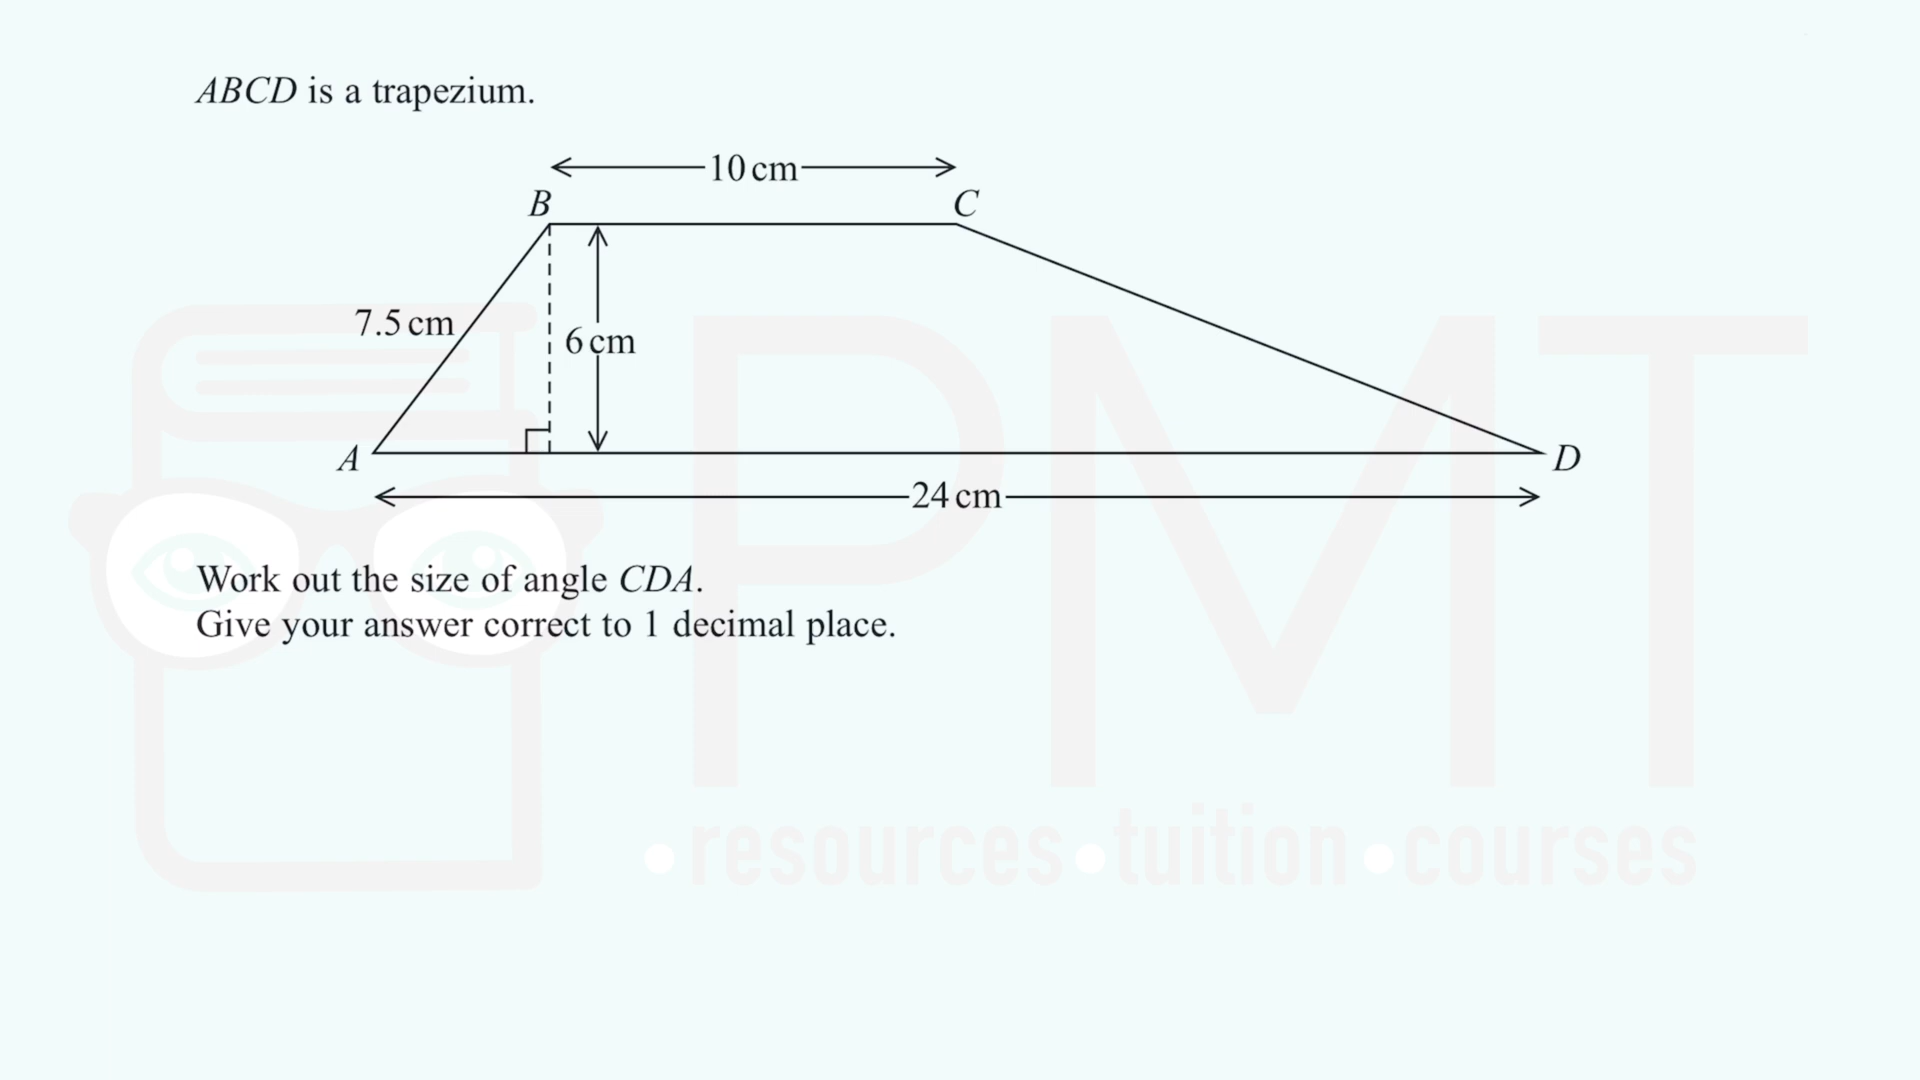 ABCD is a trapezium.
10 cm
B
C
7.5 cm
6 cm
A
D
24 cm
Work out the size of angle CDA.
Give your answer correct to 1 decimal place.
PMT
•resources•tuition•courses